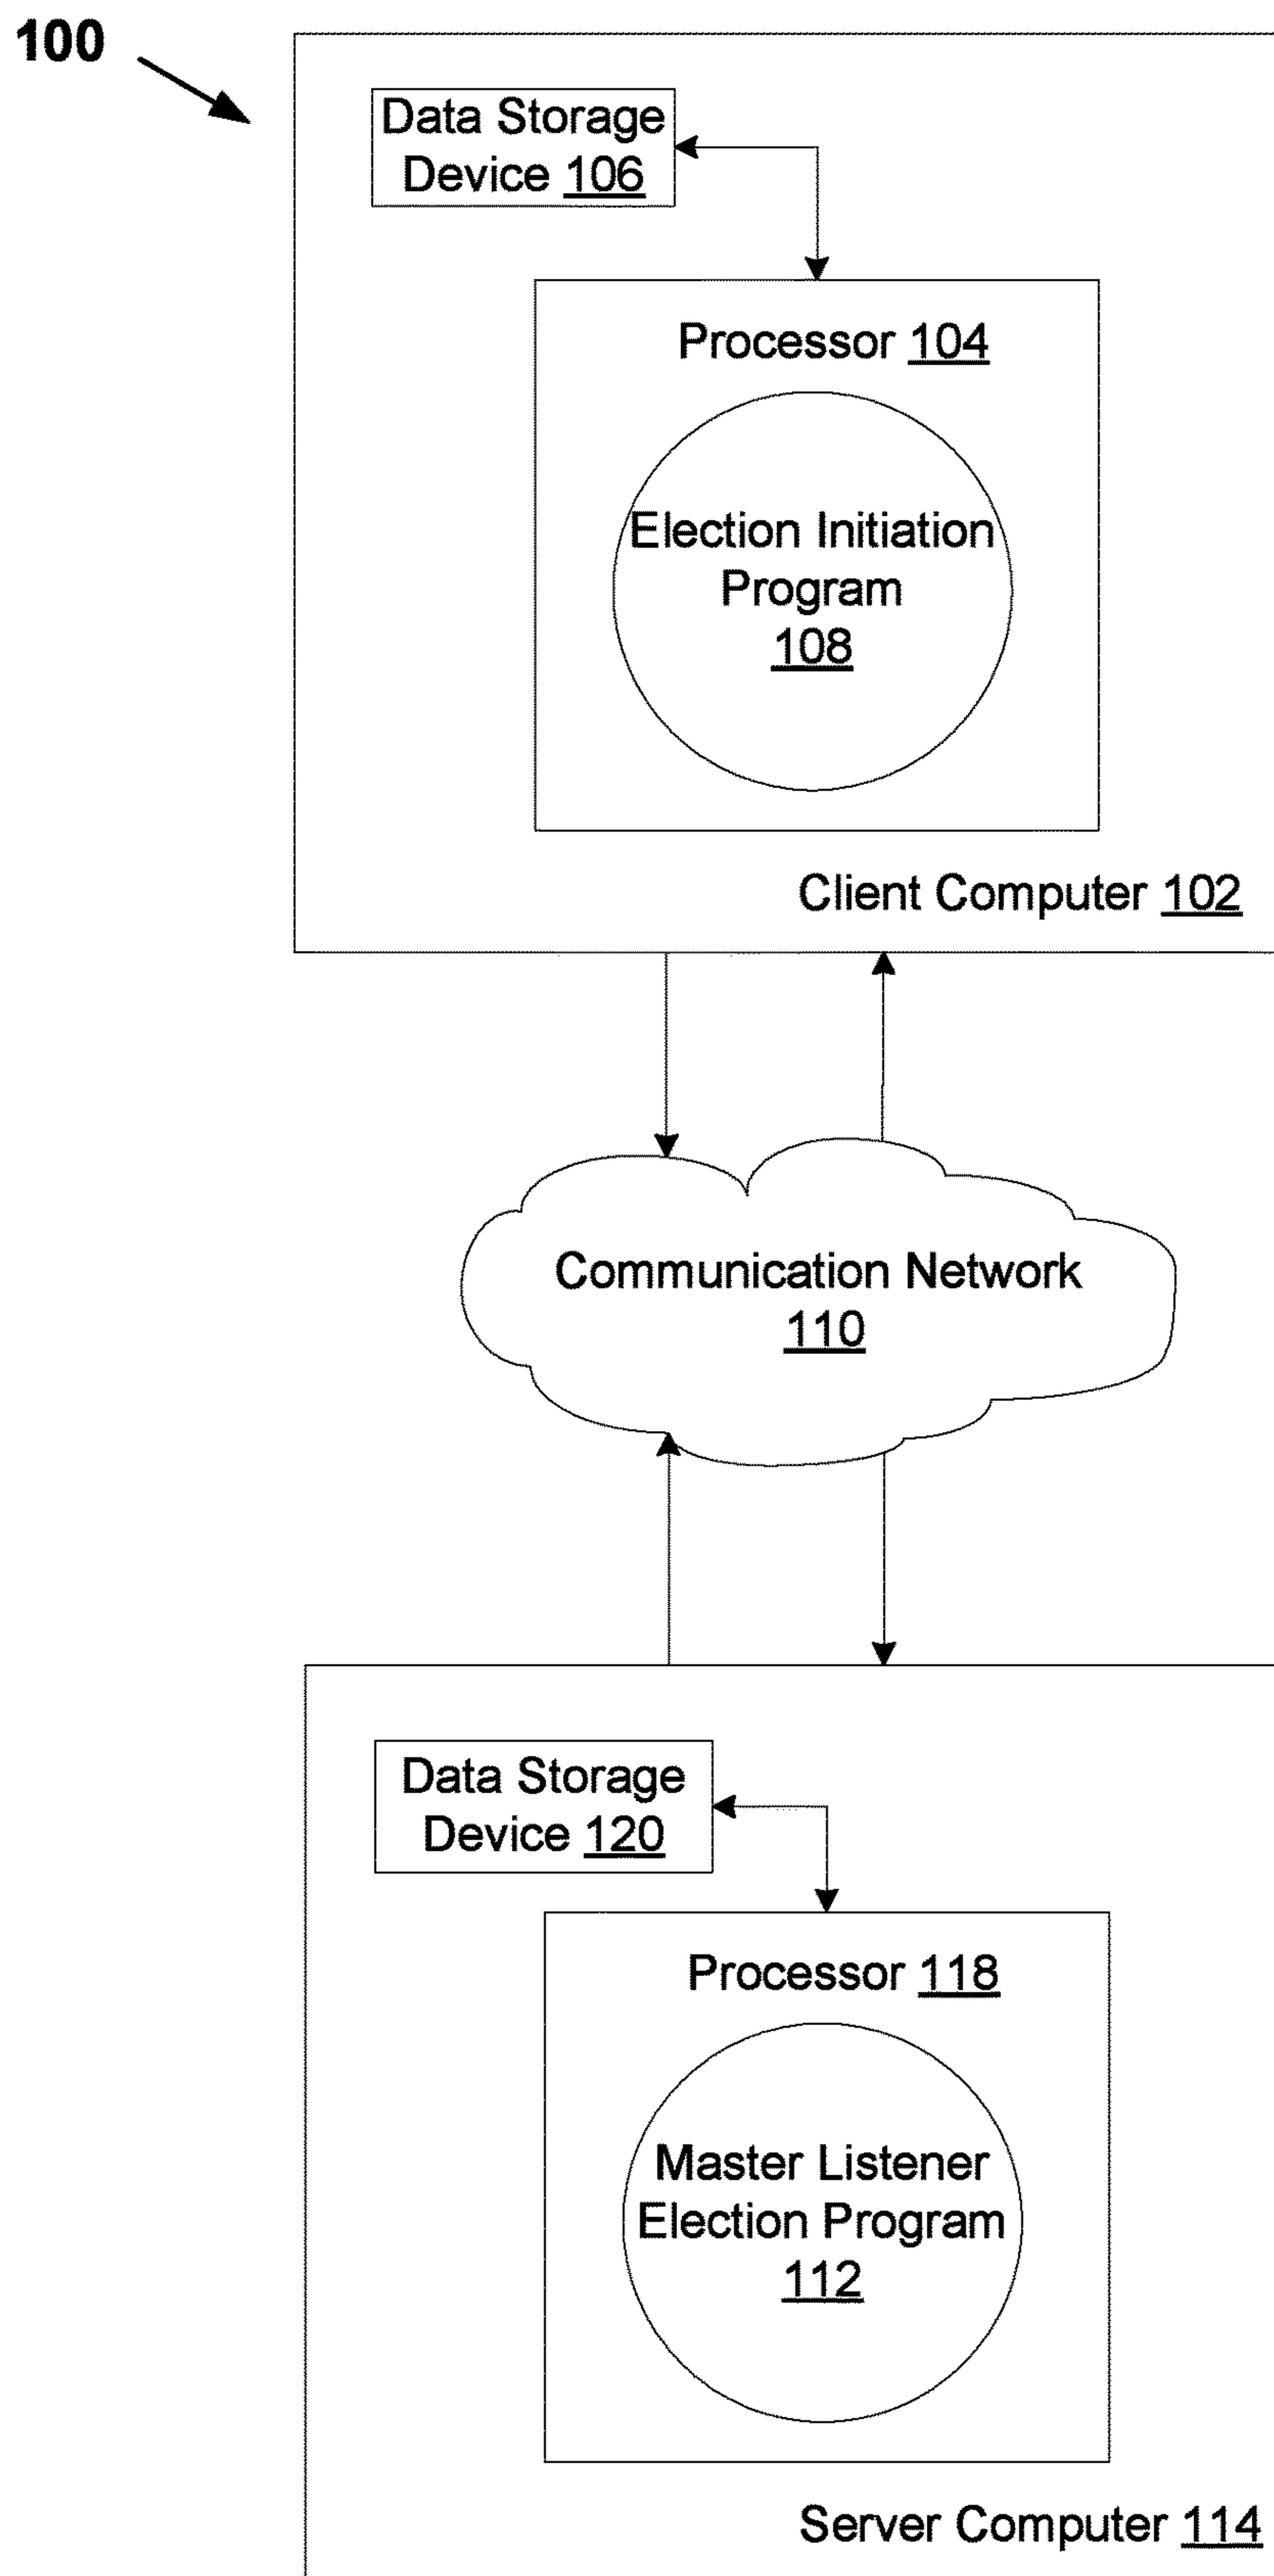 100
Data Storage
Device 106
Processor 104
Election Initiation
Program
108
Client Computer 102
Communication Network
110
Data Storage
Device 120
Processor 118
Master Listener
Election Program
112
Server Computer 114